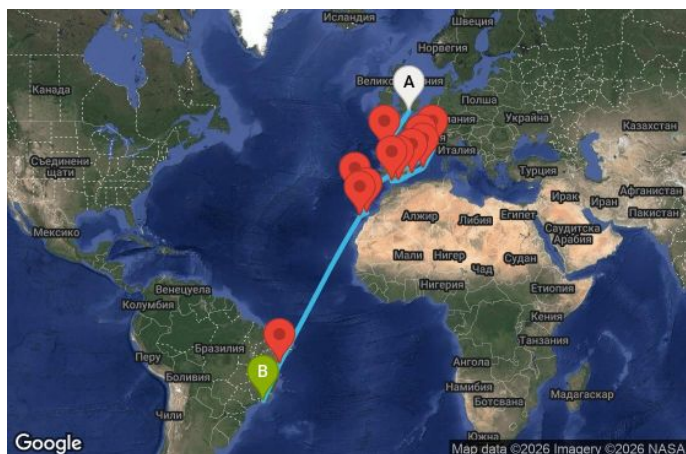 Исландия
Швеция
Норвегия
Канада
A
Полша
Украйна
Казахстан
Италия
Съединени
щати
Турция
Мексико
Алжир
Либия
Египет
Ирак
Иран
Афганистан
Пакистан
Саудитска
Арабия
Мали
Нигер
Судан
Чад
Венецуела
Колумбия
Нигерия
Етиопия
Кения
Танзания
Перу
Бразилия
Боливия
B
Ангола
Намибия
Ботсвана
Мадагаскар
Чили
Южна
Google
Map data ©2026 Imagery ©2026 NASA